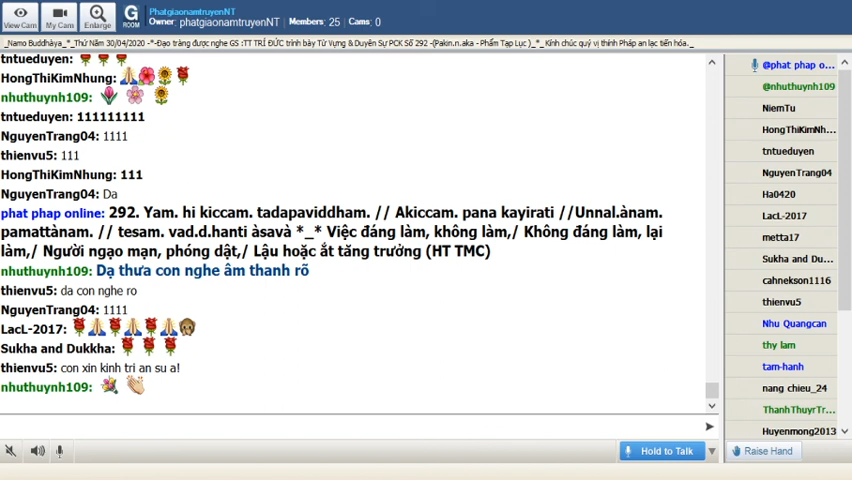 View Cam
My Cam
Enlarge
G
ROOM
PhatgiaonamtruyenNT
Owner: phatgiaonamtruyenNT Members: 25 Cams: 0
_Namo Buddhàya_*_Thứ Năm 30/04/2020 -*-Đạo tràng được nghe GS :TT TRÍ ĐỨC trình bày Từ Vựng & Duyên Sự PCK Số 292 -(Pakin.n.aka - Phẩm Tạp Lục )_*_ Kính chúc quý vị thính Pháp an lạc tiến hóa._
tntueduyen:
HongThiKimNhung:
nhuthuynh109:
tntueduyen: 111111111
NguyenTrang04: 1111
thienvu5: 111
HongThiKimNhung: 111
NguyenTrang04: Da
phat phap online: 292. Yam. hi kiccam. tadapaviddham. // Akiccam. pana kayirati //Unnal.ànam.
pamattànam. // tesam. vad.d.hanti àsavà *_* Việc đáng làm, không làm,/ Không đáng làm, lại
làm,/ Người ngạo mạn, phóng dật,/ Lậu hoặc ắt tăng trưởng (HT TMC)
nhuthuynh109: Dạ thưa con nghe âm thanh rõ
thienvu5: da con nghe ro
NguyenTrang04: 1111
LacL-2017:
Sukha and Dukkha:
thienvu5: con xin kinh tri an su a!
nhuthuynh109:
@phat phap o...
@nhuthuynh109
NiemTu
HongThiKimNh...
tntueduyen
NguyenTrang04
Ha0420
LacL-2017
metta17
Sukha and Du...
cahnekson1116
thienvu5
Nhu Quangcan
thy lam
tam-hanh
nang chieu_24
ThanhThuyrTr...
Huyenmong2013
Hold to Talk
Raise Hand